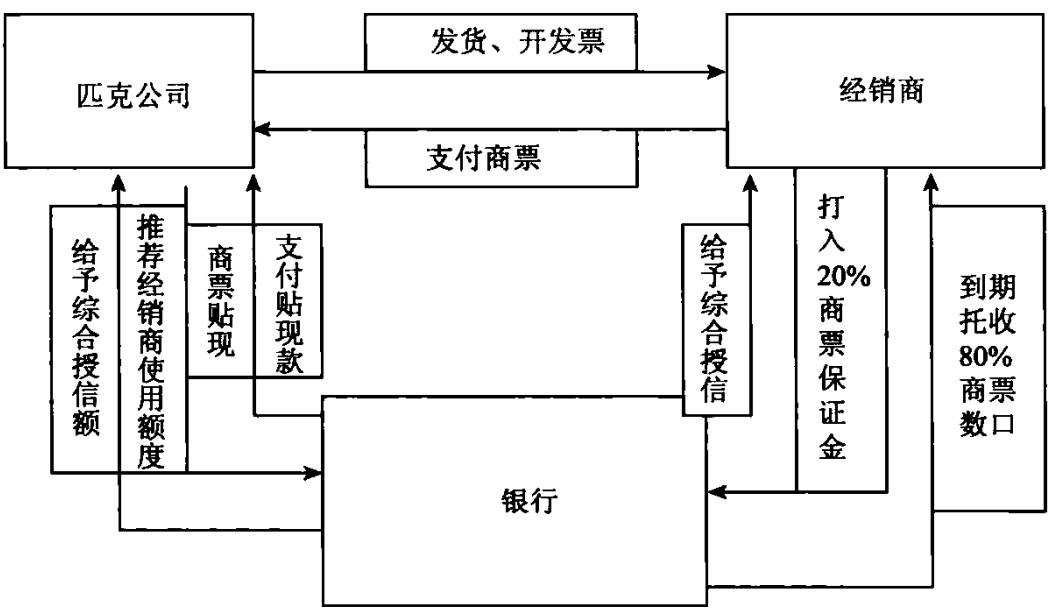 发货、开发票
匹克公司
经销商
支付商票
给予综合授信额
推荐经销商使用额度
商票贴现
支付贴现款
给予综合授信
打入20%商票保证金
到期
托收
80%
商票
数口
银行